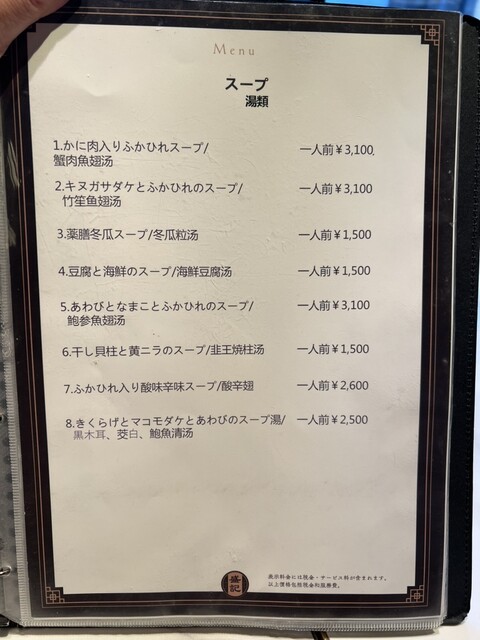 Menu
スープ
湯類
1.かに肉入りふかひれスープ/ 一人前￥3,100
蟹肉魚翅汤
2.キヌガサダケとふかひれのスープ/ 一人前￥3,100
竹笙鱼翅汤
3.薬膳冬瓜スープ/冬瓜粒汤 一人前￥1,500
4.豆腐と海鮮のスープ/海鮮豆腐汤 一人前￥1,500
5.あわびとなまことふかひれのスープ/ 一人前￥3,100
鮑参魚翅汤
6.干し貝柱と黄ニラのスープ/韭王焼柱汤 一人前￥1,500
7.ふかひれ入り酸味辛味スープ/酸辛翅 一人前￥2,600
8.きくらげとマコモダケとあわびのスープ湯/ 一人前￥2,500
黒木耳、茭白、鮑魚清汤
盛記
表示料金には税金・サービス料が含まれます。
以上價格包括税金和服務費。